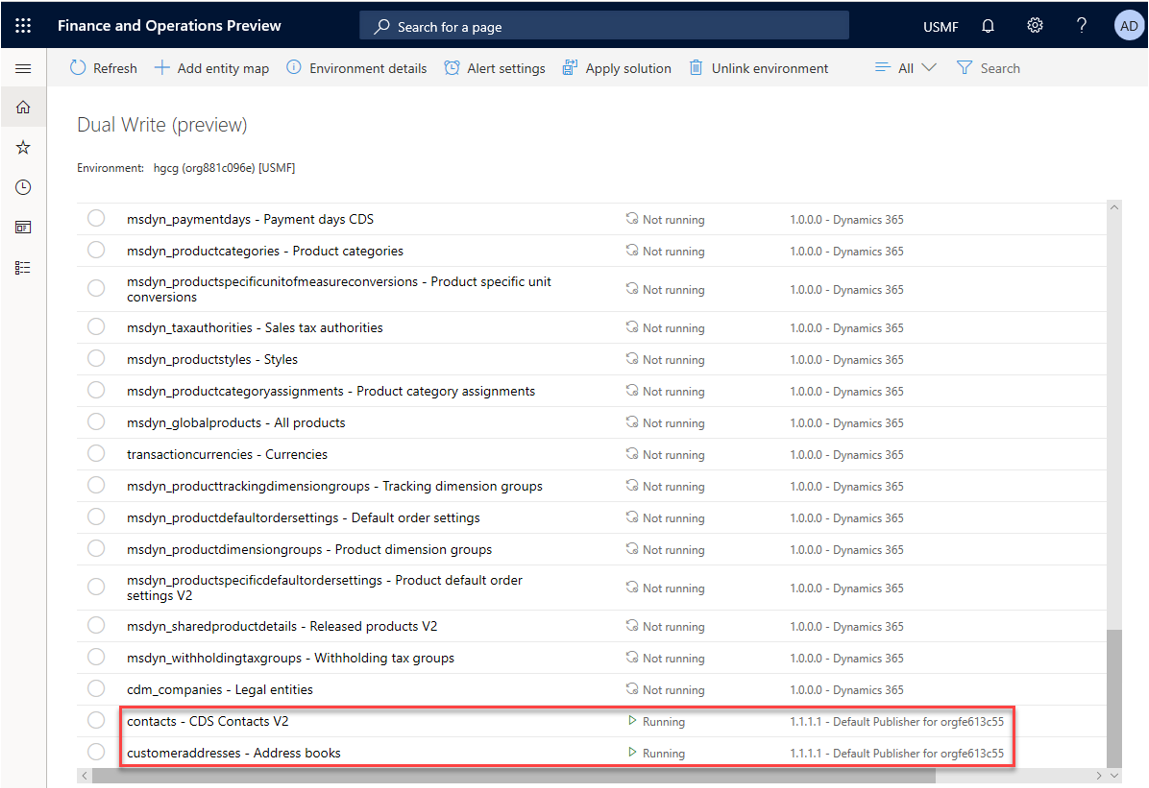 Finance and Operations Preview
Search for a page
USMF
?
AD
Refresh
Add entity map
Environment details
Alert settings
Apply solution
Unlink environment
All
Search
Dual Write (preview)
Environment: hgcg (org881c096e) [USMF]
msdyn_paymentdays - Payment days CDS Not running 1.0.0.0 - Dynamics 365
msdyn_productcategories - Product categories Not running 1.0.0.0 - Dynamics 365
msdyn_productspecificunitofmeasureconversions - Product specific unit
conversions
Not running 1.0.0.0 - Dynamics 365
msdyn_taxauthorities - Sales tax authorities Not running 1.0.0.0 - Dynamics 365
msdyn_productstyles - Styles Not running 1.0.0.0 - Dynamics 365
msdyn_productcategoryassignments - Product category assignments Not running 1.0.0.0 - Dynamics 365
msdyn_globalproducts - All products Not running 1.0.0.0 - Dynamics 365
transactioncurrencies - Currencies Not running 1.0.0.0 - Dynamics 365
msdyn_producttrackingdimensiongroups - Tracking dimension groups Not running 1.0.0.0 - Dynamics 365
msdyn_productdefaultordersettings - Default order settings Not running 1.0.0.0 - Dynamics 365
msdyn_productdimensiongroups - Product dimension groups Not running 1.0.0.0 - Dynamics 365
msdyn_productspecificdefaultordersettings - Product default order
settings V2
Not running 1.0.0.0 - Dynamics 365
msdyn_sharedproductdetails - Released products V2 Not running 1.0.0.0 - Dynamics 365
msdyn_withholdingtaxgroups - Withholding tax groups Not running 1.0.0.0 - Dynamics 365
cdm_companies - Legal entities Not running 1.0.0.0 - Dynamics 365
contacts - CDS Contacts V2 Running 1.1.1.1 - Default Publisher for orgfe613c55
customeraddresses - Address books Running 1.1.1.1 - Default Publisher for orgfe613c55